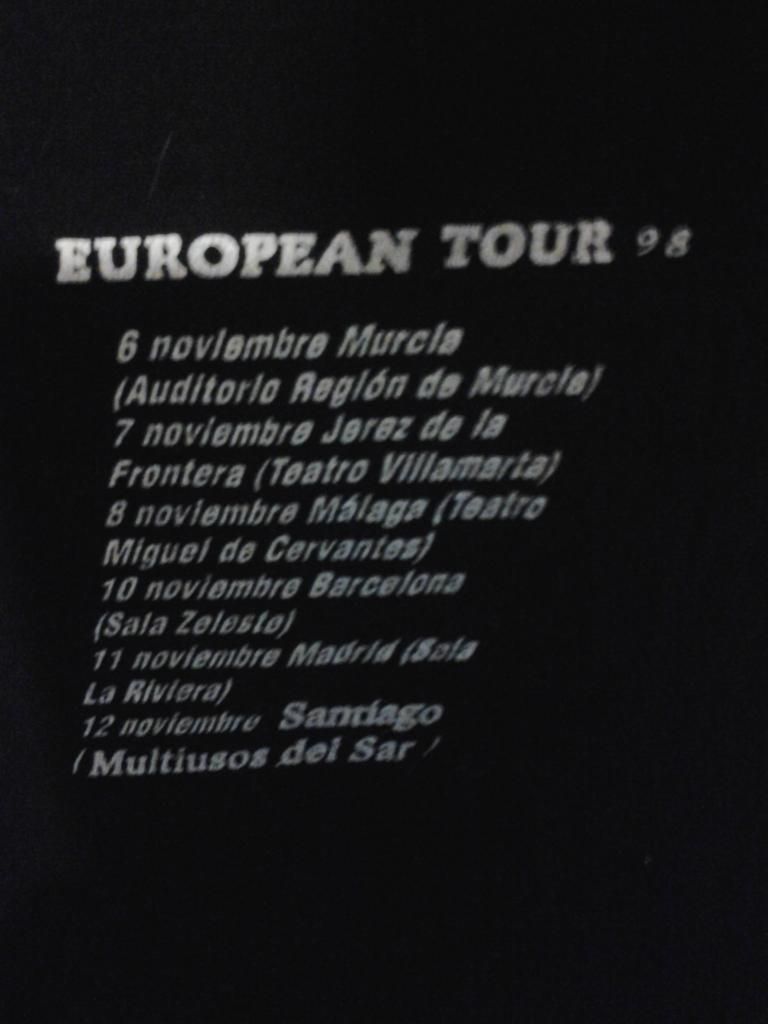 EUROPEAN TOUR 98
6 noviembre Murcia
(Auditorio Región de Murcia)
7 noviembre Jerez de la
Frontera (Teatro Villamarta)
8 noviembre Málaga (Teatro
Miguel de Cervantes)
10 noviembre Barcelona
(Sala Zeleste)
11 noviembre Madrid (Sala
La Riviera)
12 noviembre Santiago
(Multiusos del Sar)